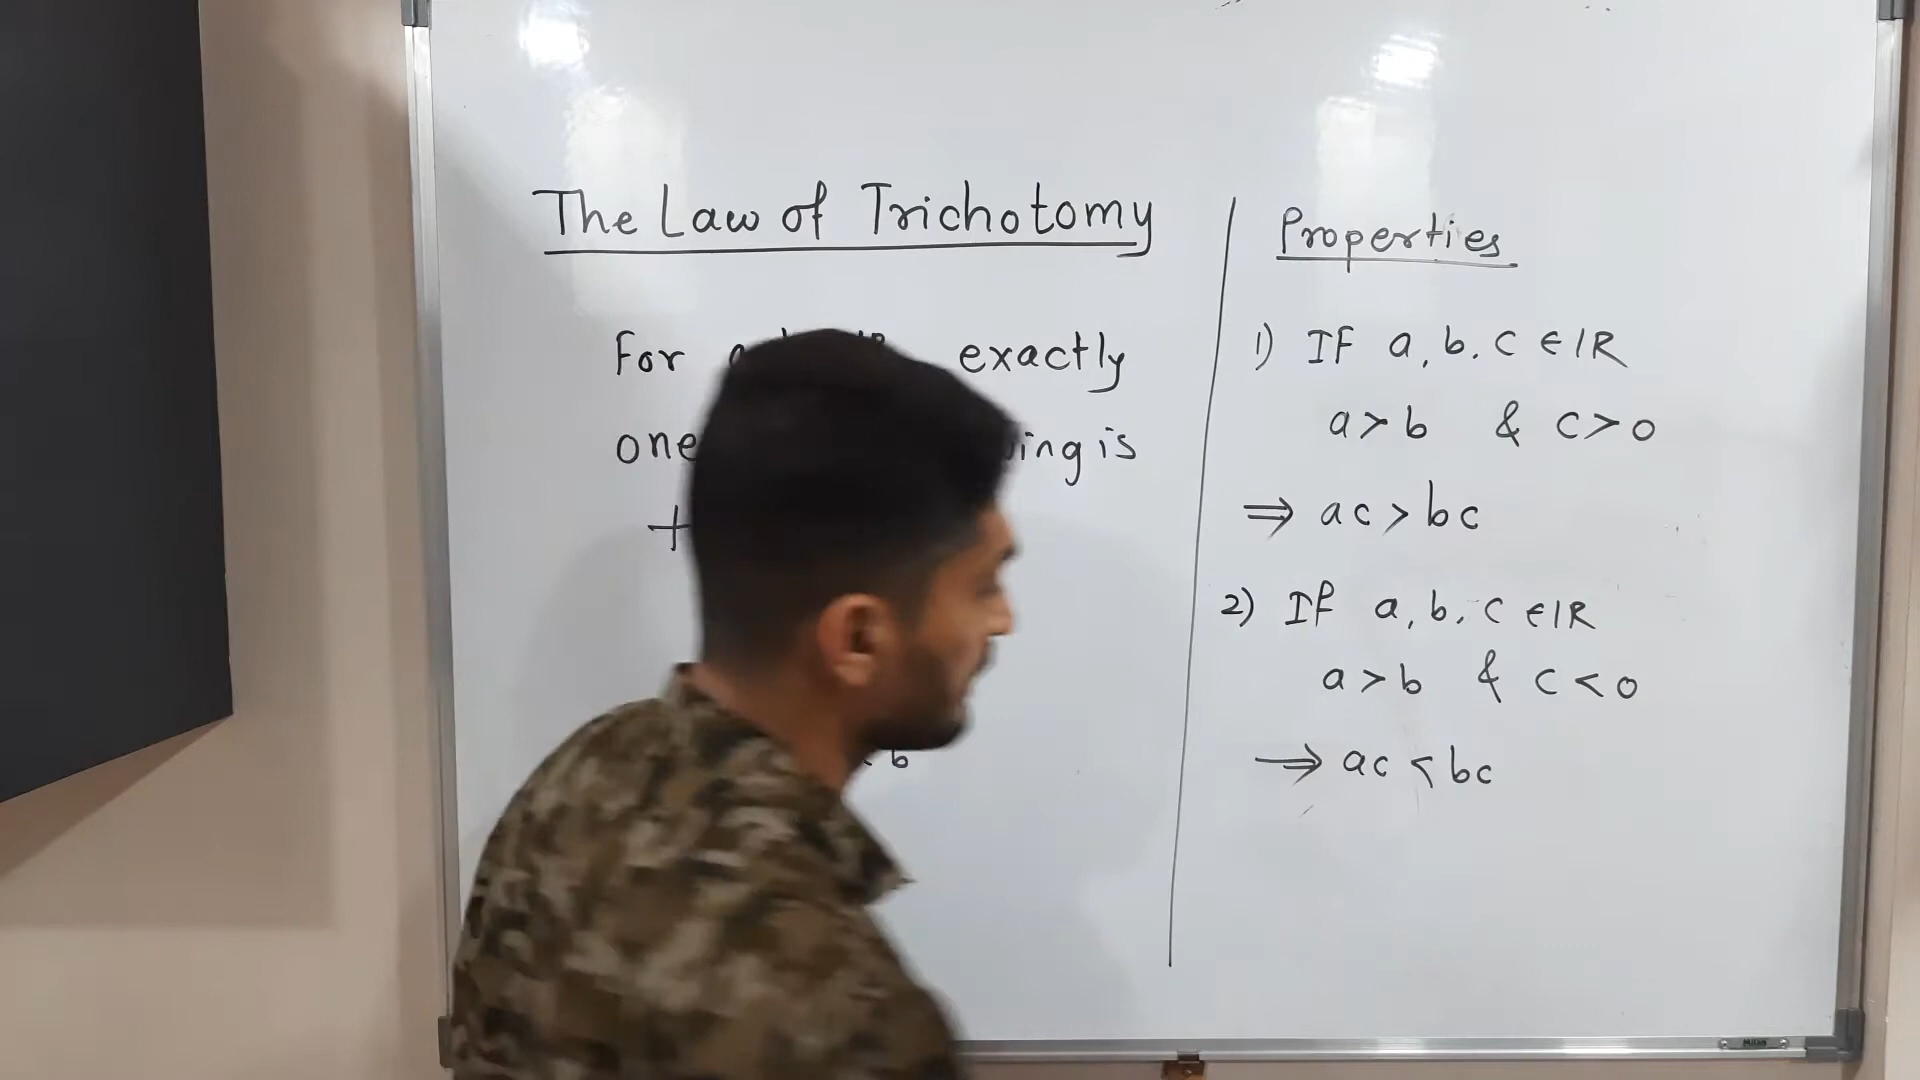 The Law of Trichotomy
For exactly
one is
b
Properties
1) IF a, b, c ∈ IR
a > b & c > 0
⇒ ac > bc
2) If a, b, c ∈ IR
a > b & c < 0
⇒ ac < bc